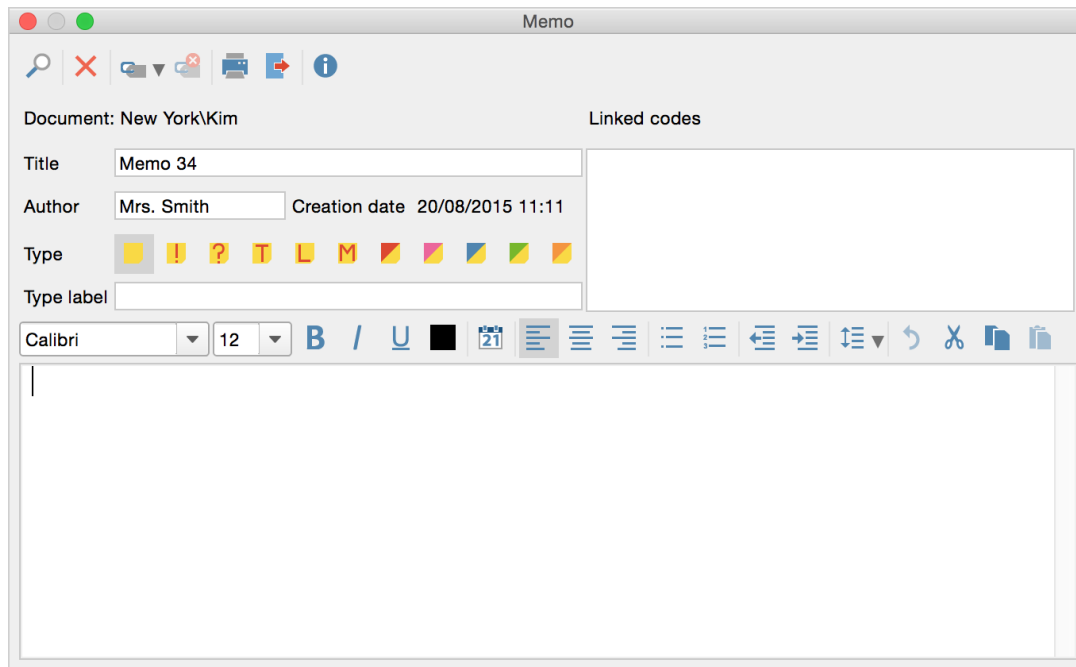 Memo
Document: New York\Kim
Linked codes
Title Memo 34
Author Mrs. Smith Creation date 20/08/2015 11:11
Type ! ? T L M
Type label
Calibri 12 B I U 21